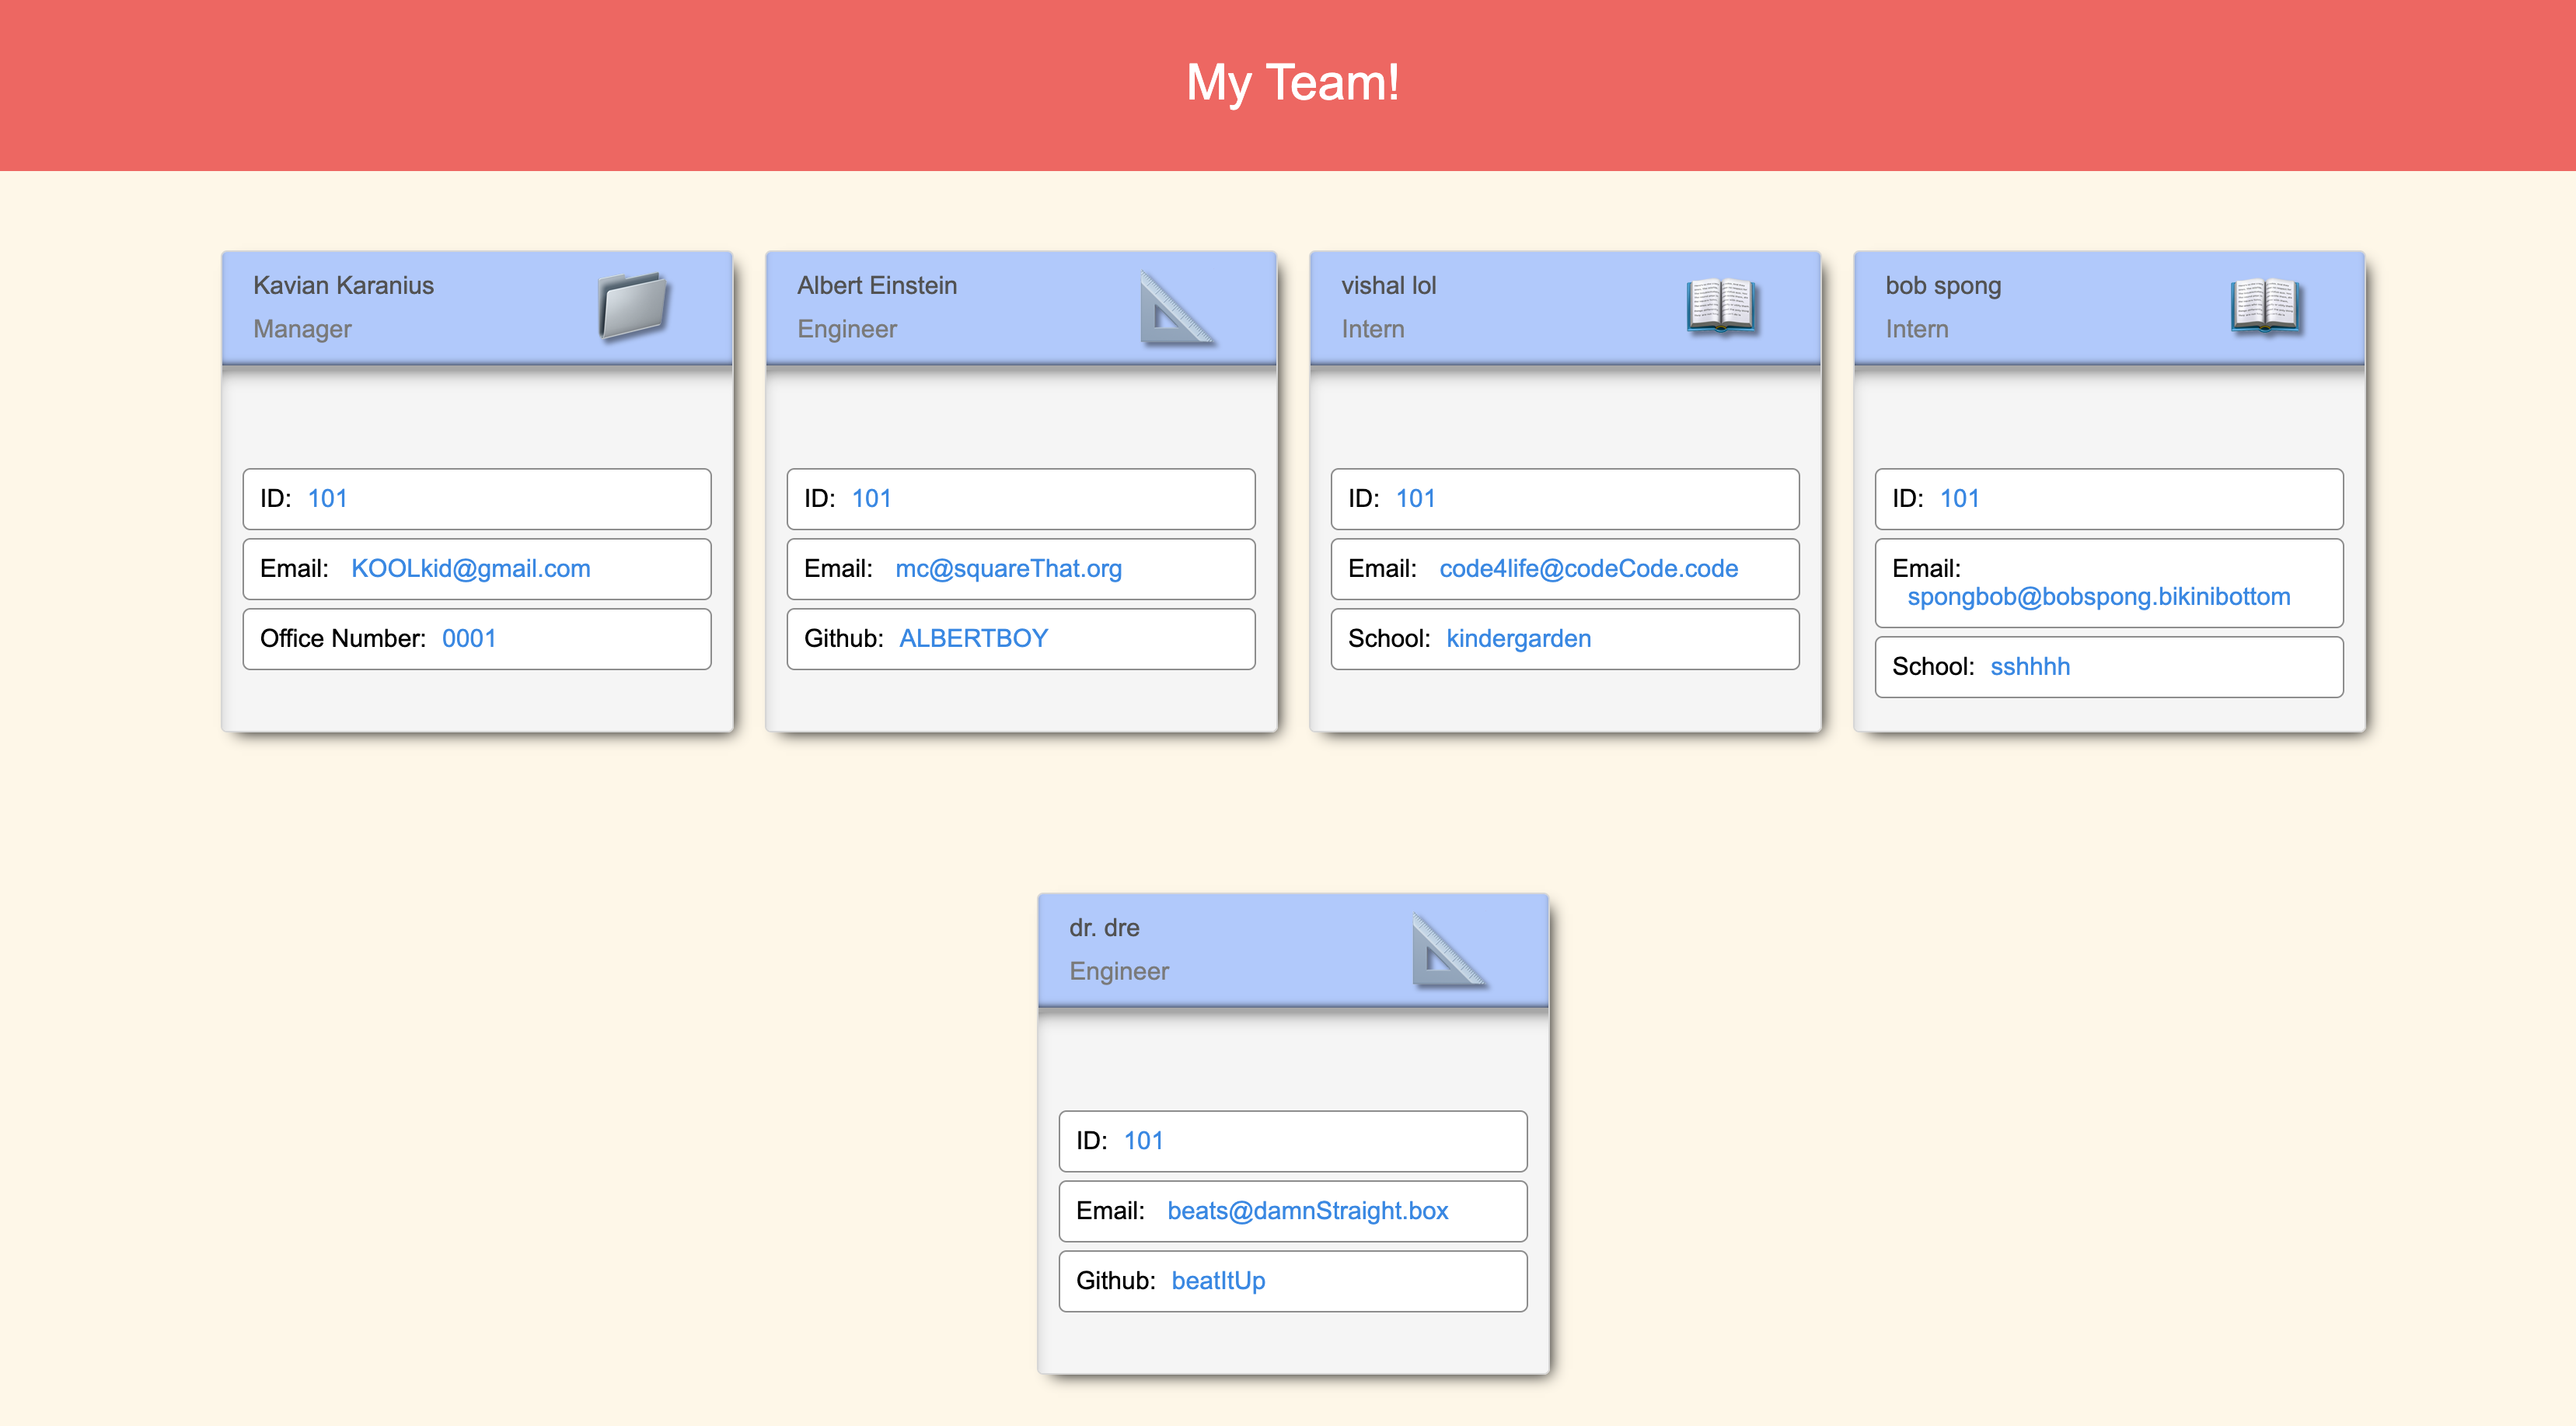 My Team!
Kavian Karanius
Manager
ID: 101
Email: KOOLkid@gmail.com
Office Number: 0001
Albert Einstein
Engineer
ID: 101
Email: mc@squareThat.org
Github: ALBERTBOY
vishal lol
Intern
ID: 101
Email: code4life@codeCode.code
School: kindergarden
bob spong
Intern
ID: 101
Email:
spongbob@bobspong.bikinibottom
School: sshhhh
dr. dre
Engineer
ID: 101
Email: beats@damnStraight.box
Github: beatItUp